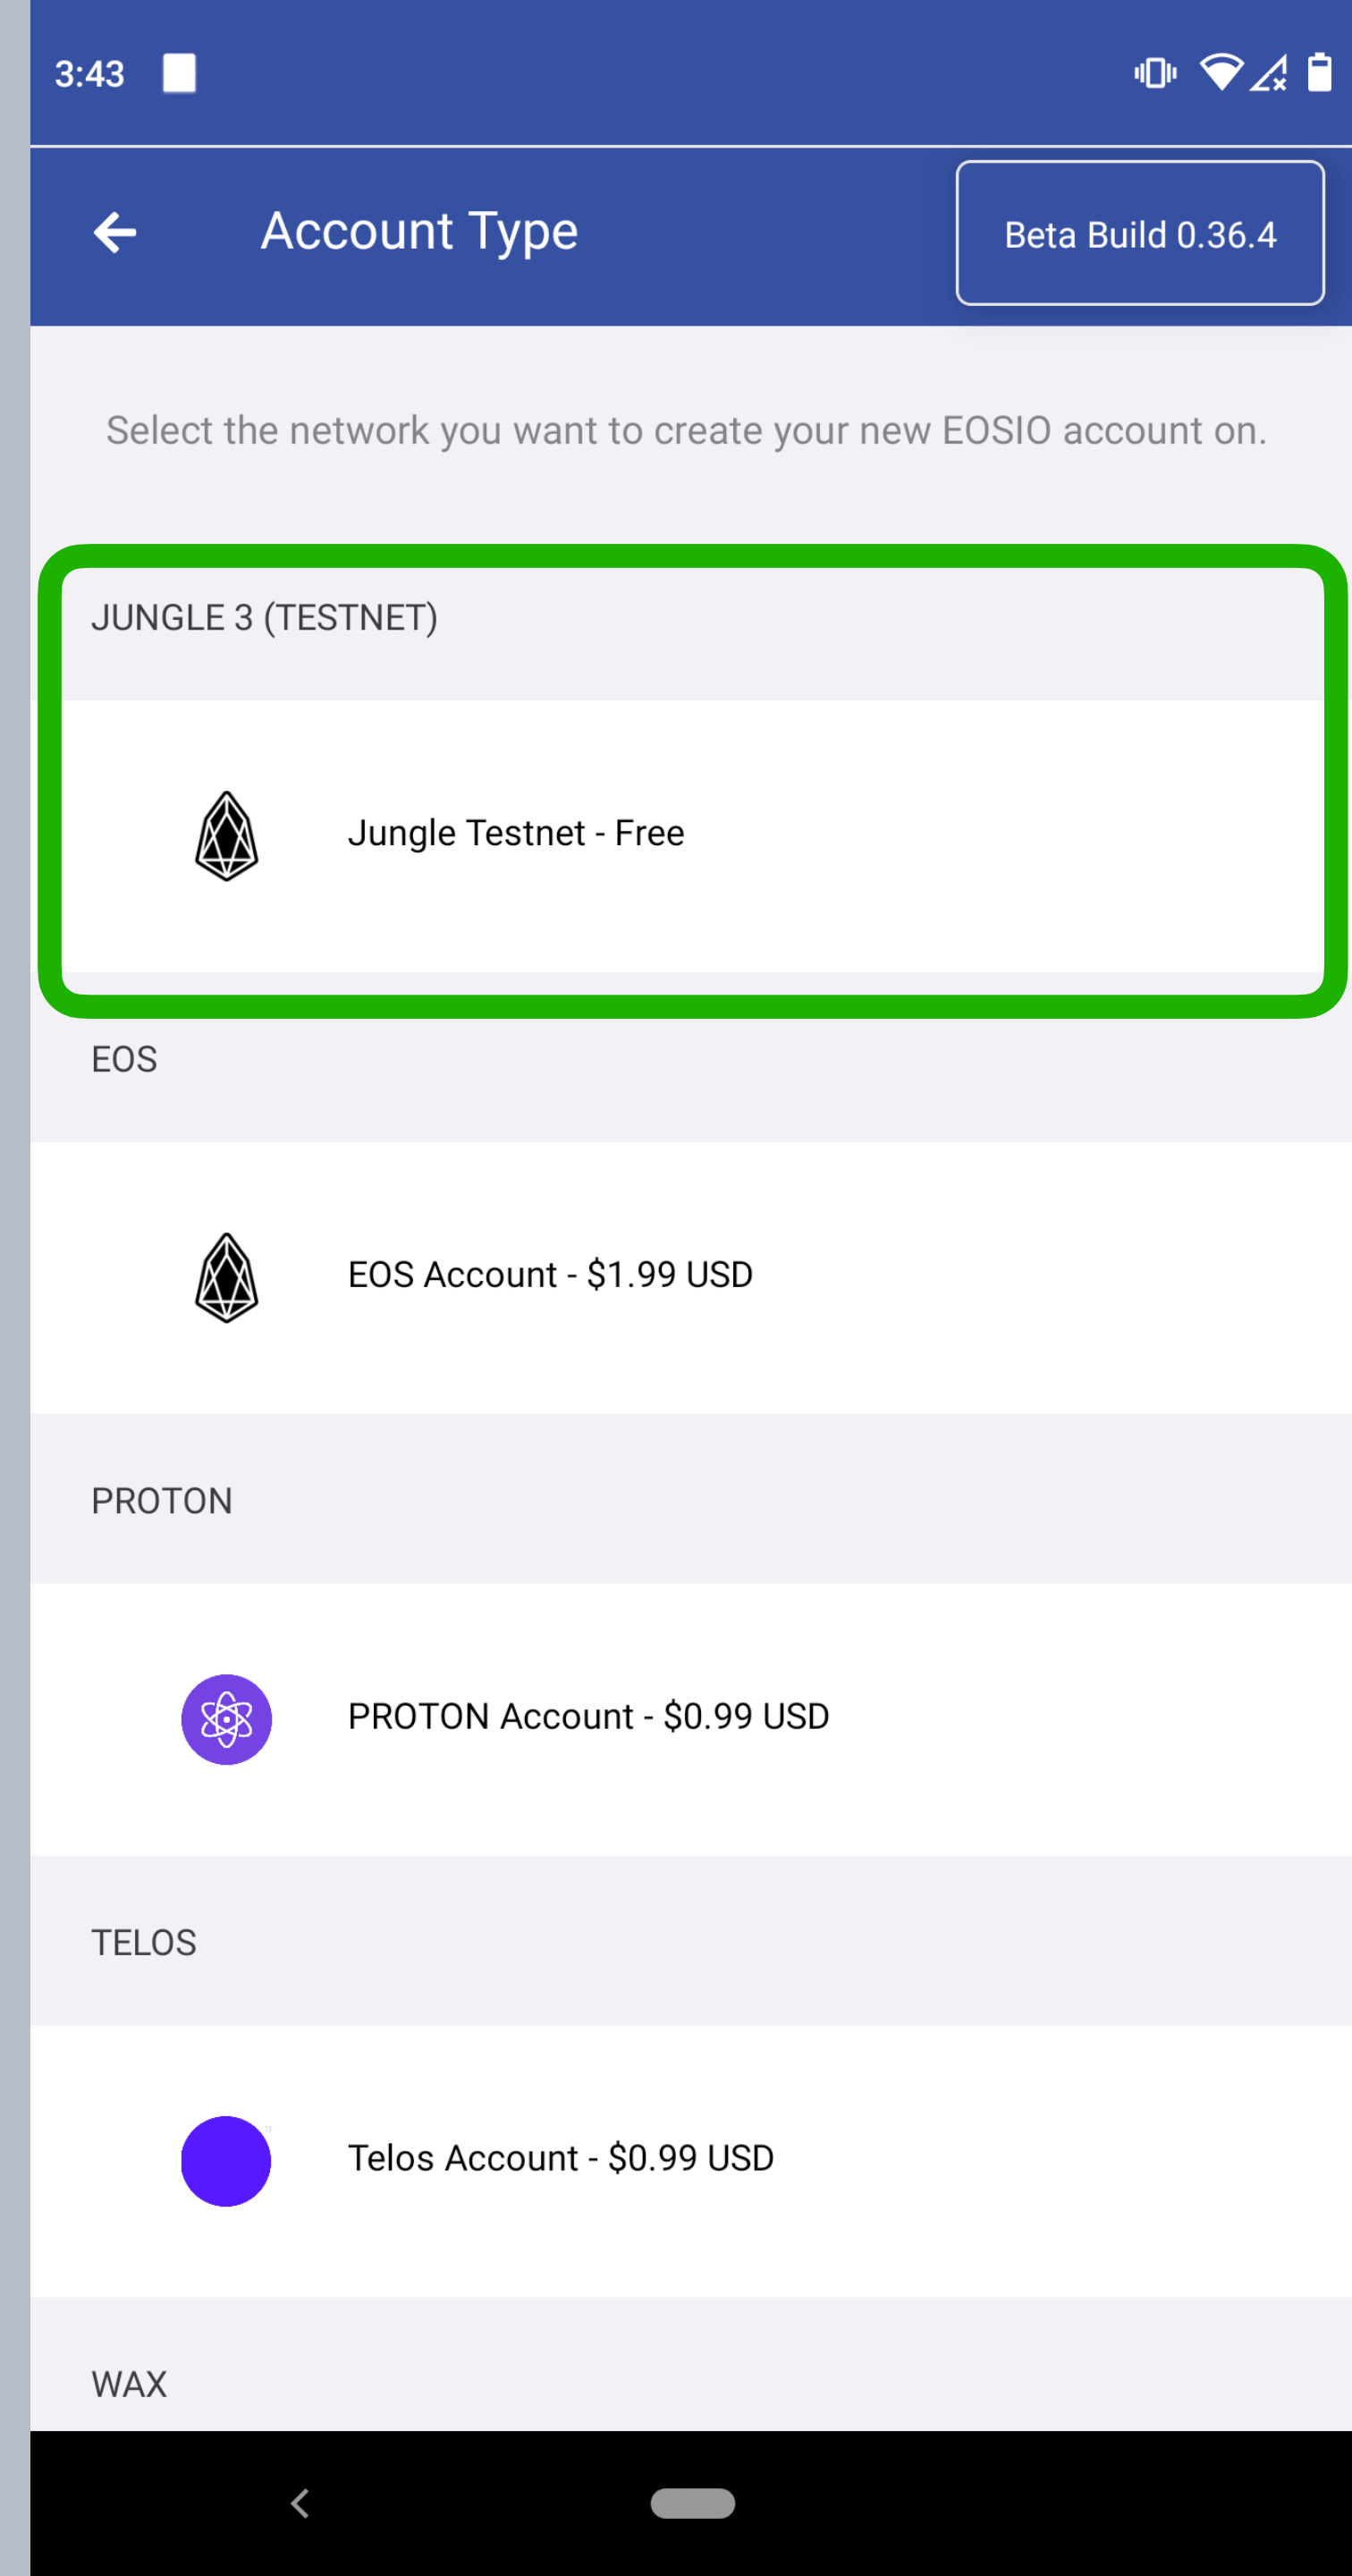 3:43
Account Type
Beta Build 0.36.4
Select the network you want to create your new EOSIO account on.
JUNGLE 3 (TESTNET)
Jungle Testnet - Free
EOS
EOS Account - $1.99 USD
PROTON
PROTON Account - $0.99 USD
TELOS
Telos Account - $0.99 USD
WAX